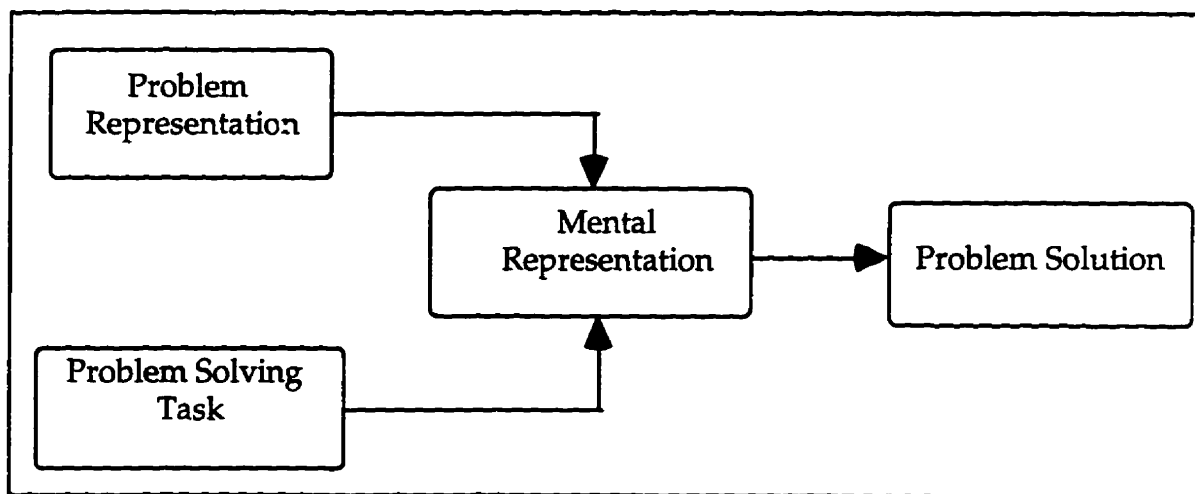 Problem
Representation
Mental
Representation
Problem Solution
Problem Solving
Task